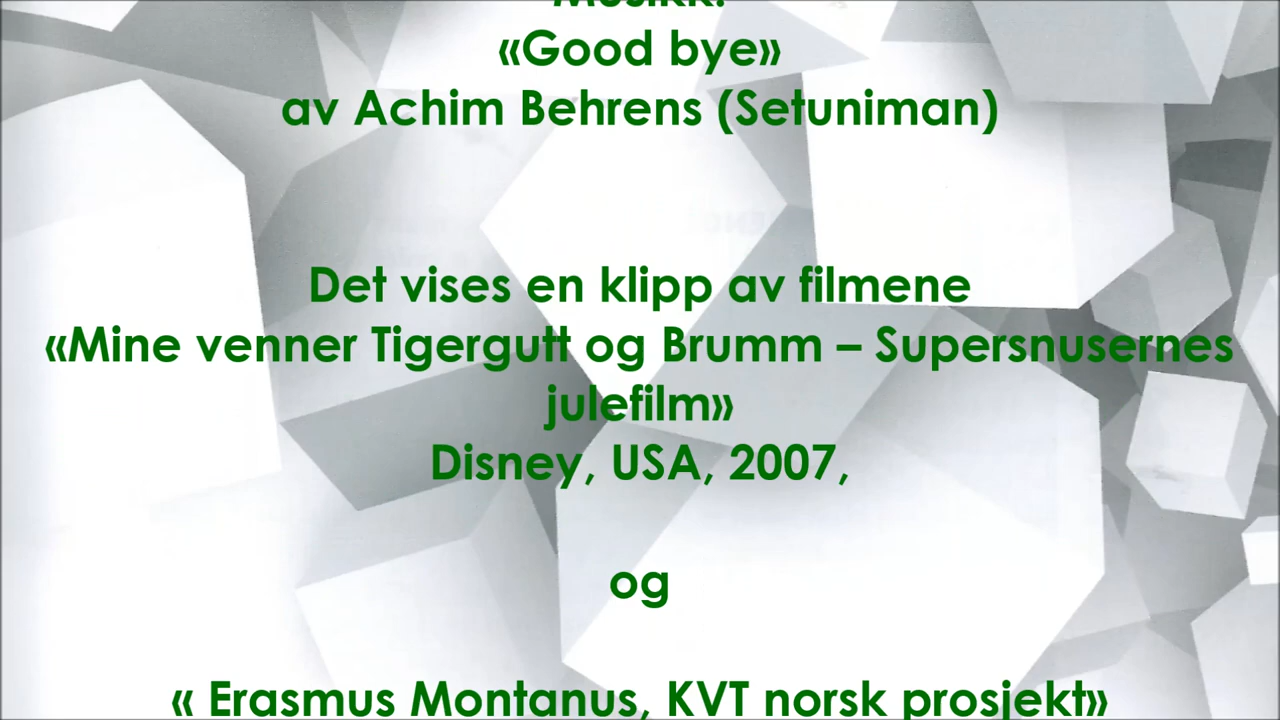 Musikk:
«Good bye»
av Achim Behrens (Setuniman)
Det vises en klipp av filmene
«Mine venner Tigergutt og Brumm – Supersnusernes
julefilm»
Disney, USA, 2007,
og
« Erasmus Montanus, KVT norsk prosjekt»